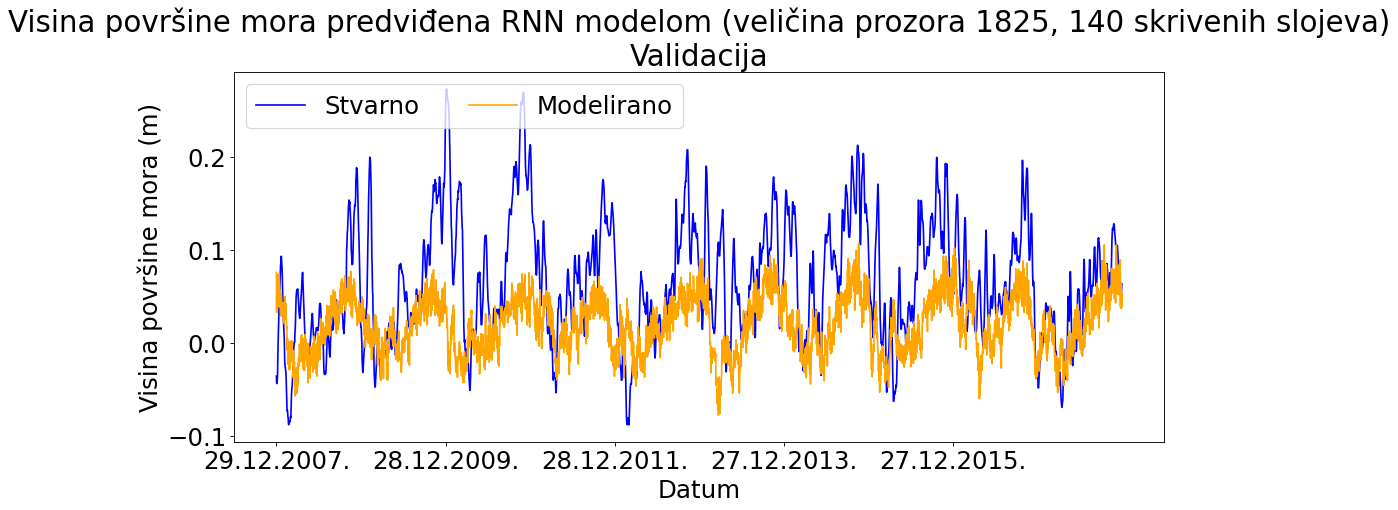 Visina površine mora predviđena RNN modelom (veličina prozora 1825, 140 skrivenih slojeva)
Validacija
Stvarno Modelirano
Visina površine mora (m)
0.2
0.1
0.0
−0.1
29.12.2007. 28.12.2009. 28.12.2011. 27.12.2013. 27.12.2015.
Datum